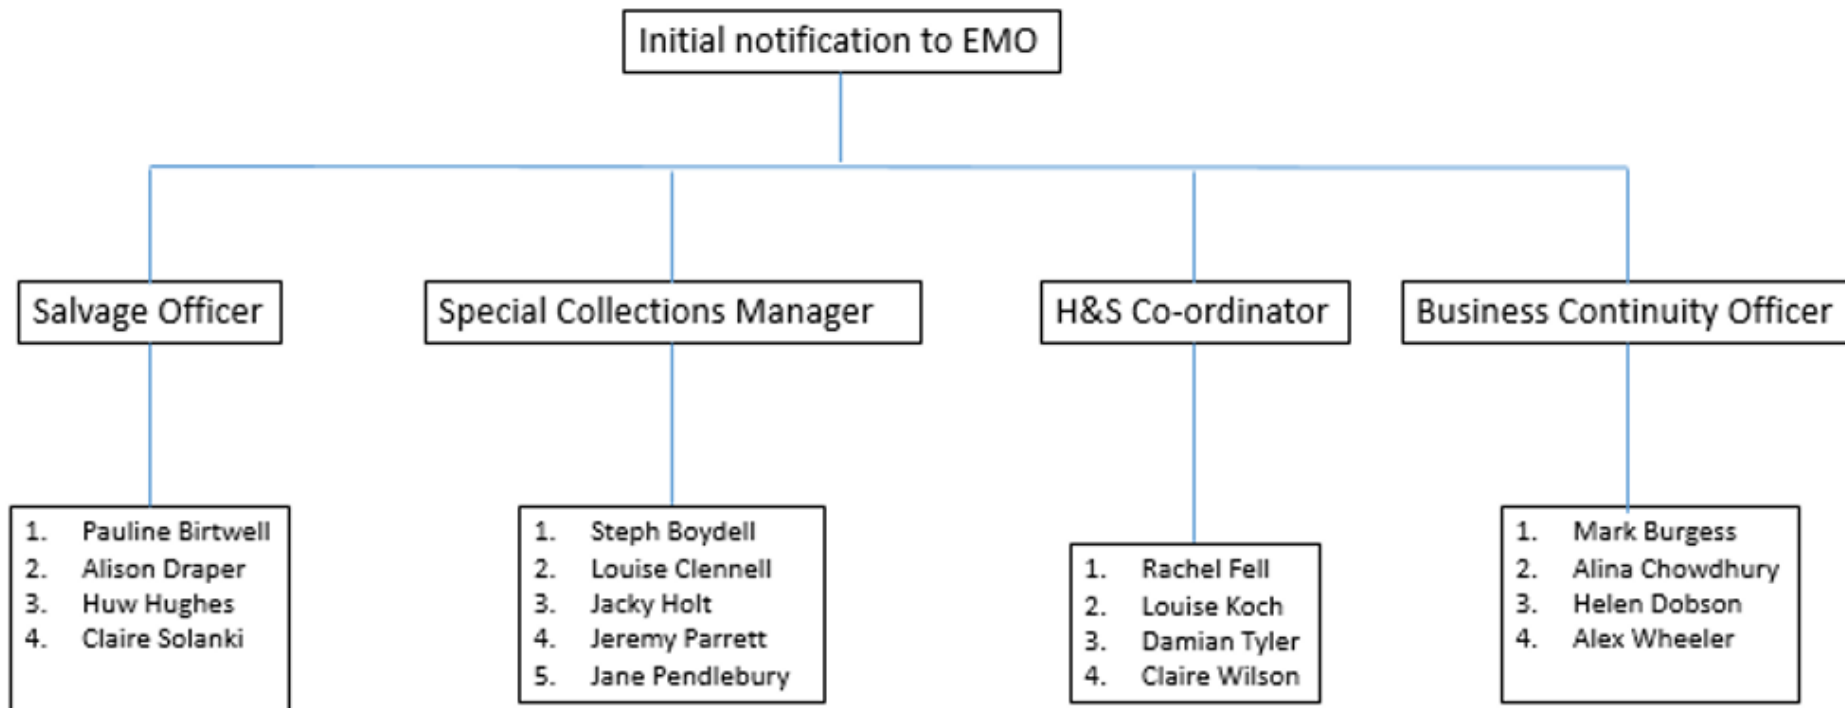 Initial notification to EMO
Salvage Officer
Special Collections Manager
H&S Co-ordinator
Business Continuity Officer
1. Pauline Birtwell
2. Alison Draper
3. Huw Hughes
4. Claire Solanki
1. Steph Boydell
2. Louise Clennell
3. Jacky Holt
4. Jeremy Parrett
5. Jane Pendlebury
1. Rachel Fell
2. Louise Koch
3. Damian Tyler
4. Claire Wilson
1. Mark Burgess
2. Alina Chowdhury
3. Helen Dobson
4. Alex Wheeler